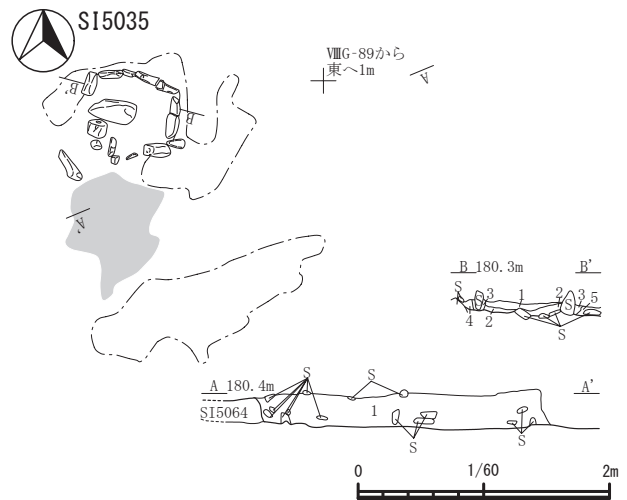 SI5035
ⅧG-89から
東へ1m
A
B'
B
A'
B 180.3m B'
S 3 1 2 S 3 5
4 2 S
A 180.4m S S A'
SI5064 1
S S
0 1/60 2m